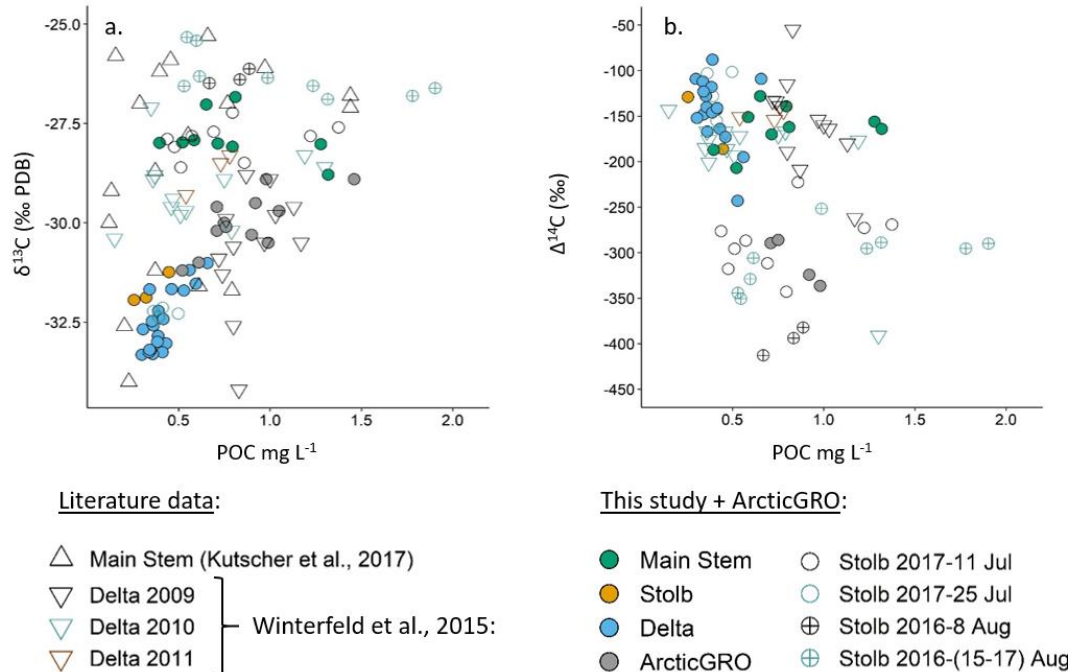 a.
-25.0
-27.5
-30.0
-32.5
δ¹³C (‰ PDB)
0.5 1.0 1.5 2.0
POC mg L⁻¹
b.
-50
-100
-150
-200
-250
-300
-350
-400
-450
Δ¹⁴C (‰)
0.5 1.0 1.5 2.0
POC mg L⁻¹
Literature data:
Main Stem (Kutscher et al., 2017)
Delta 2009
Delta 2010
Delta 2011
Winterfeld et al., 2015:
This study + ArcticGRO:
Main Stem
Stolb
Delta
ArcticGRO
Stolb 2017-11 Jul
Stolb 2017-25 Jul
Stolb 2016-8 Aug
Stolb 2016-(15-17) Aug